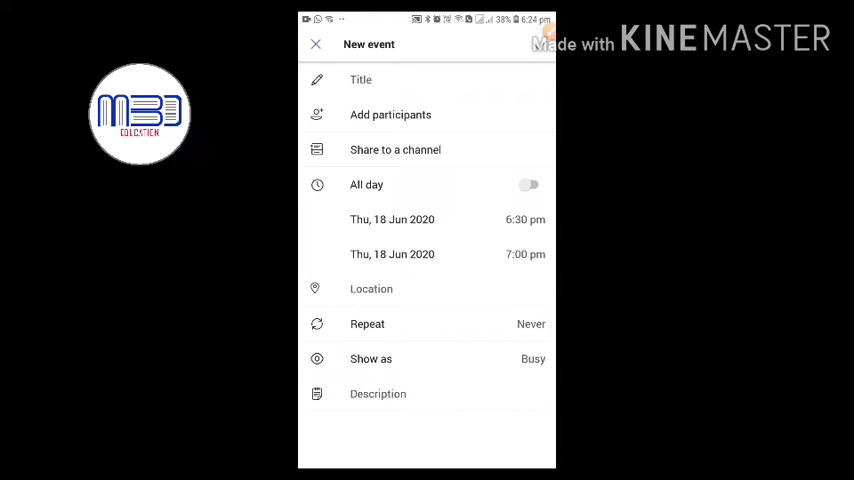 38% 6:24 pm
New event
Made with KINEMASTER
Title
Add participants
MBD
EDUCATION
Share to a channel
All day
Thu, 18 Jun 2020 6:30 pm
Thu, 18 Jun 2020 7:00 pm
Location
Repeat Never
Show as Busy
Description